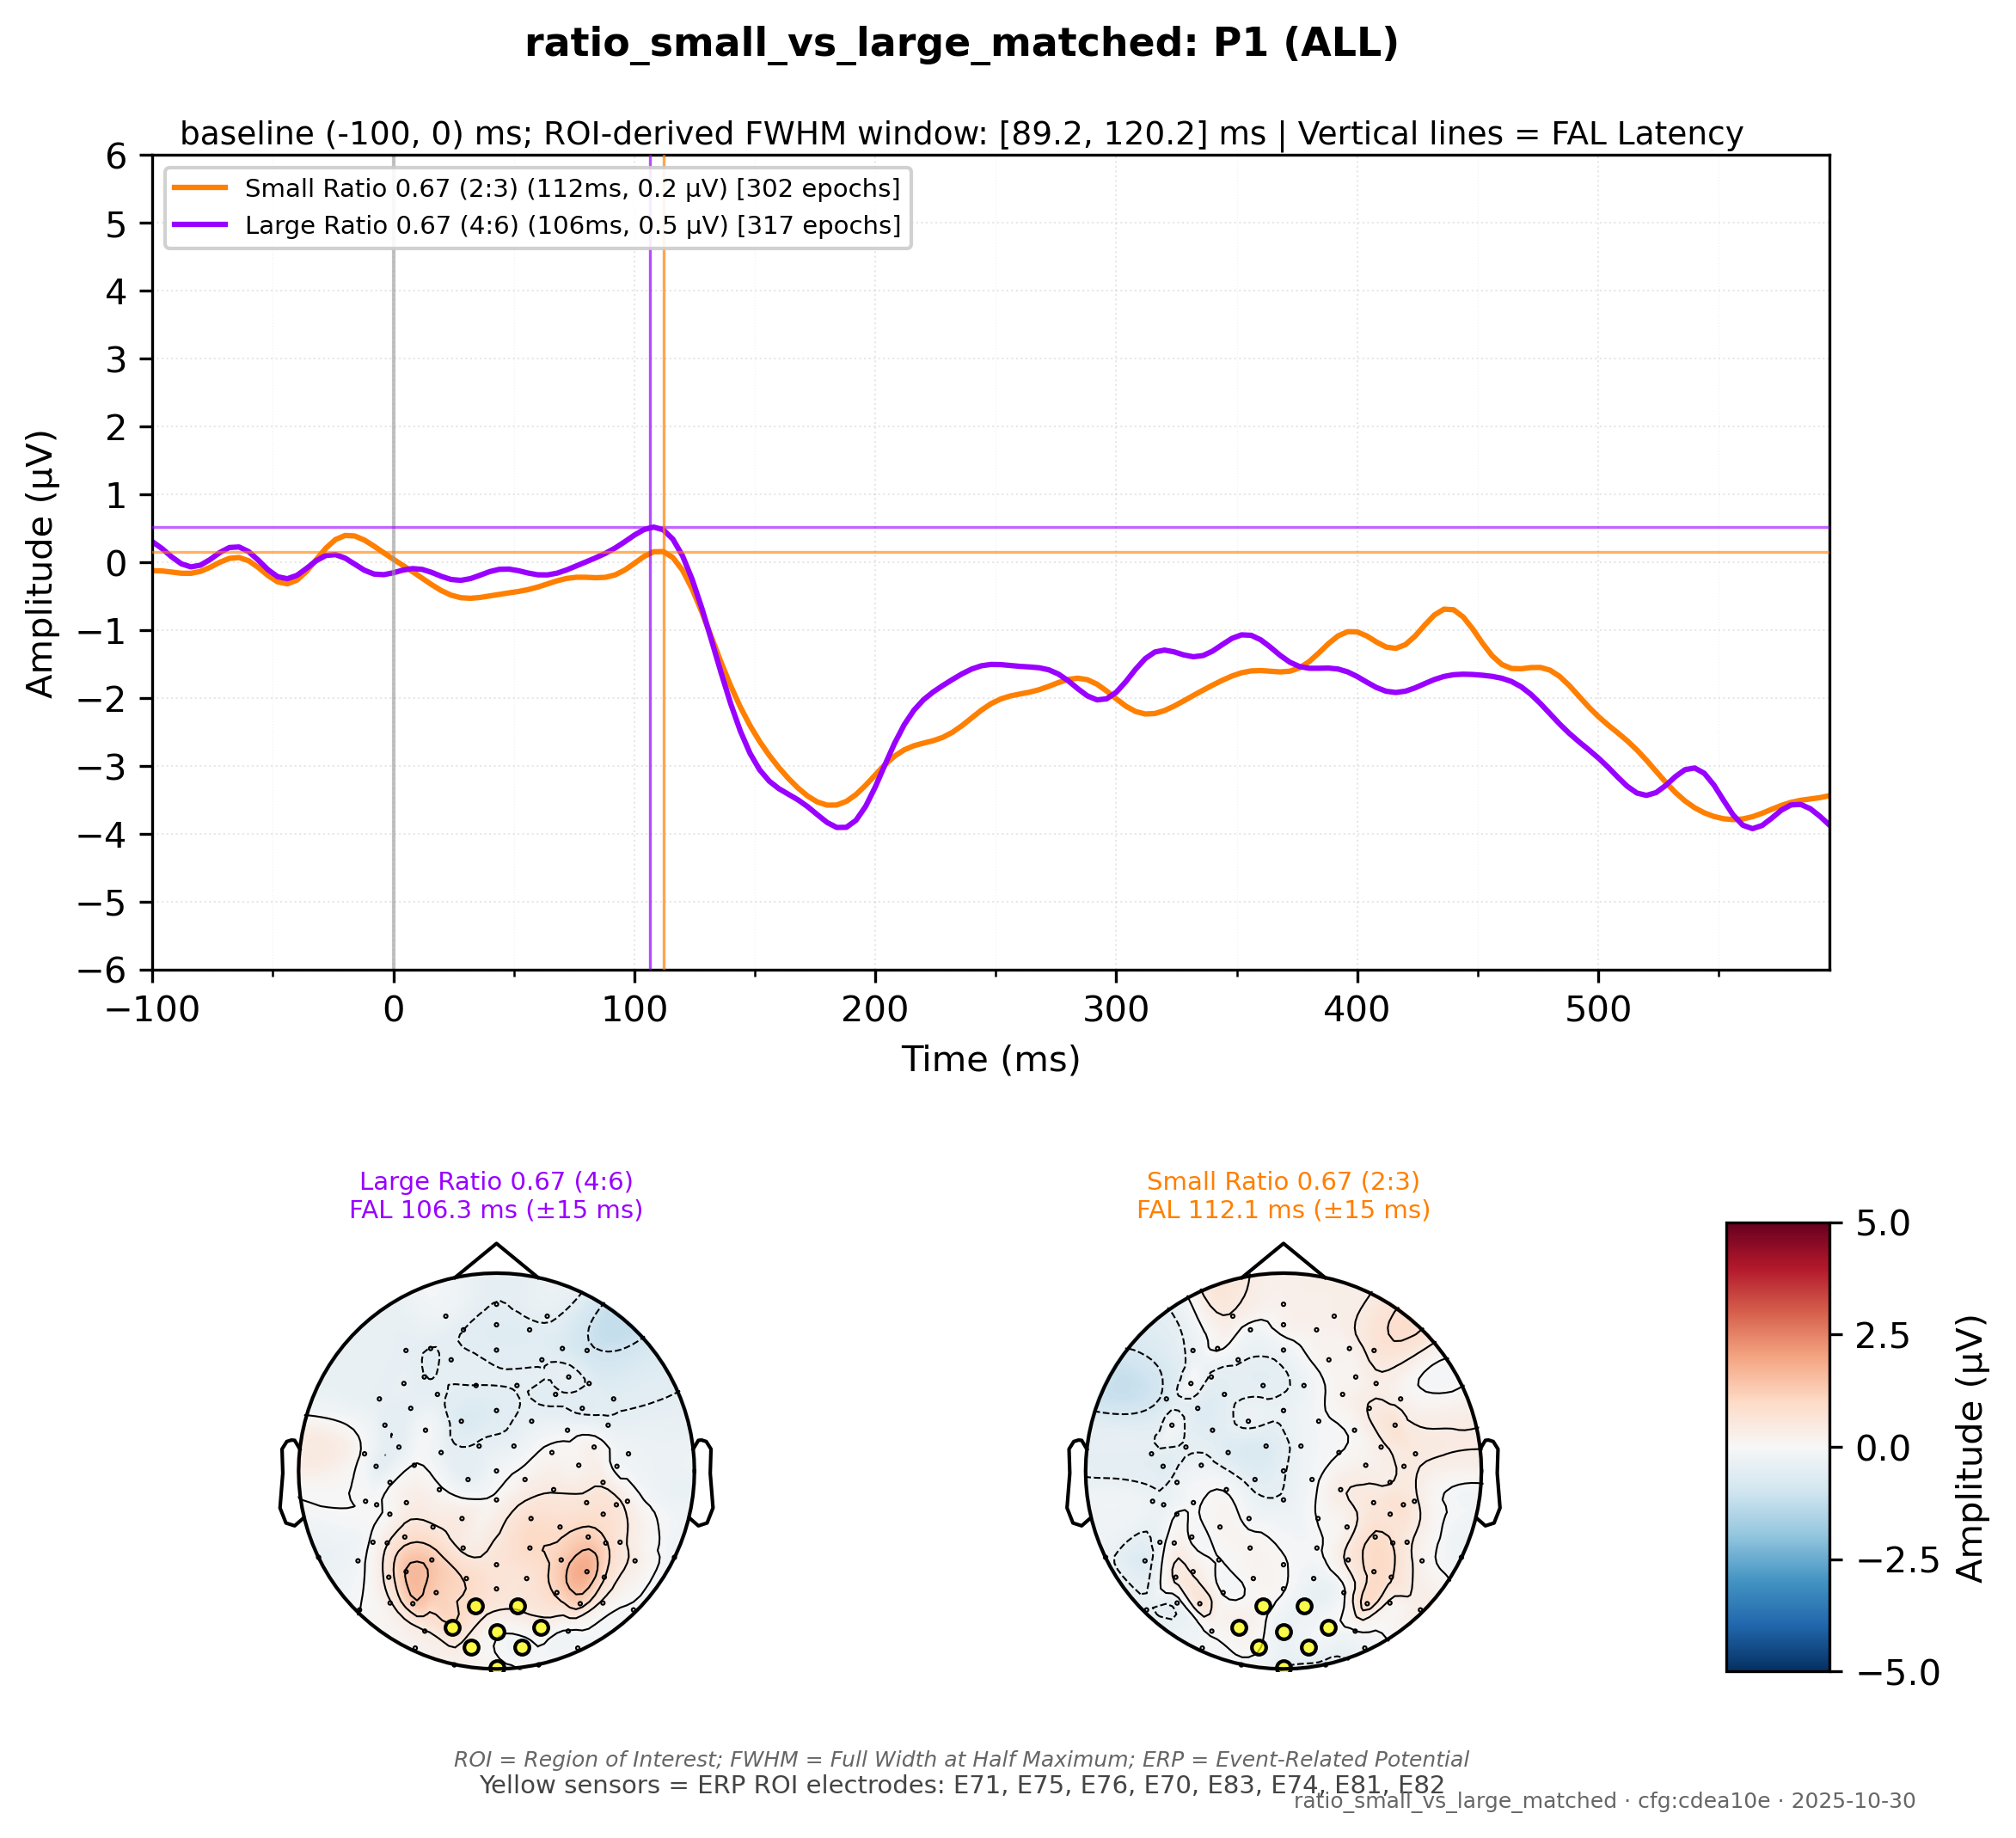 ratio_small_vs_large_matched: P1 (ALL)
baseline (-100, 0) ms; ROI-derived FWHM window: [89.2, 120.2] ms | Vertical lines = FAL Latency
Small Ratio 0.67 (2:3) (112ms, 0.2 µV) [302 epochs]
Large Ratio 0.67 (4:6) (106ms, 0.5 µV) [317 epochs]
6
5
4
3
2
1
0
−1
−2
−3
−4
−5
−6
Amplitude (µV)
−100 0 100 200 300 400 500
Time (ms)
Large Ratio 0.67 (4:6)
FAL 106.3 ms (±15 ms)
Small Ratio 0.67 (2:3)
FAL 112.1 ms (±15 ms)
5.0
2.5
0.0
−2.5
−5.0
Amplitude (µV)
ROI = Region of Interest; FWHM = Full Width at Half Maximum; ERP = Event-Related Potential
Yellow sensors = ERP ROI electrodes: E71, E75, E76, E70, E83, E74, E81, E82
ratio_small_vs_large_matched · cfg:cdea10e · 2025-10-30